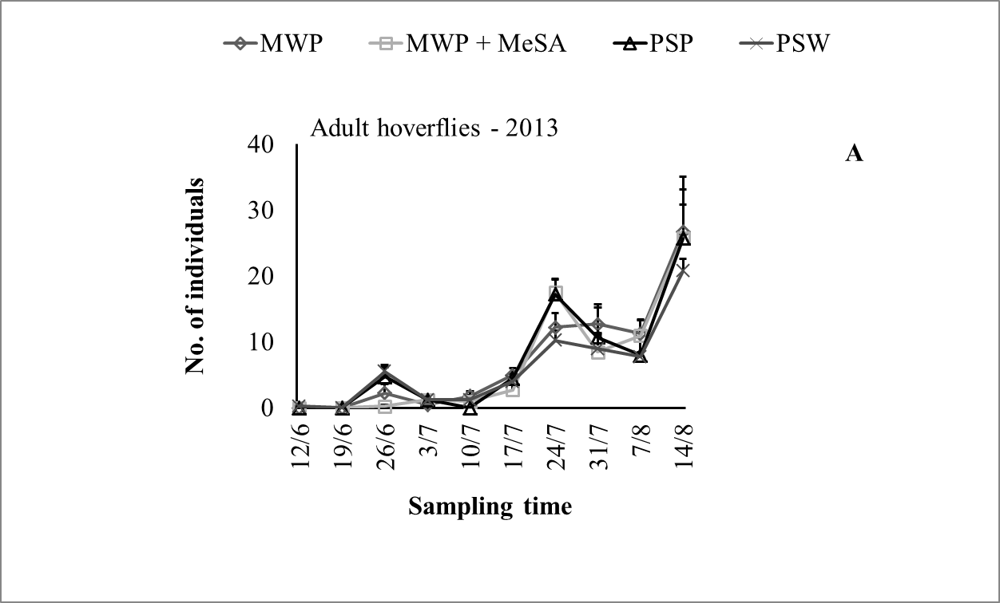 MWP MWP + MeSA PSP PSW
Adult hoverflies - 2013
A
40
30
20
10
0
No. of individuals
12/6 19/6 26/6 3/7 10/7 17/7 24/7 31/7 7/8 14/8
Sampling time